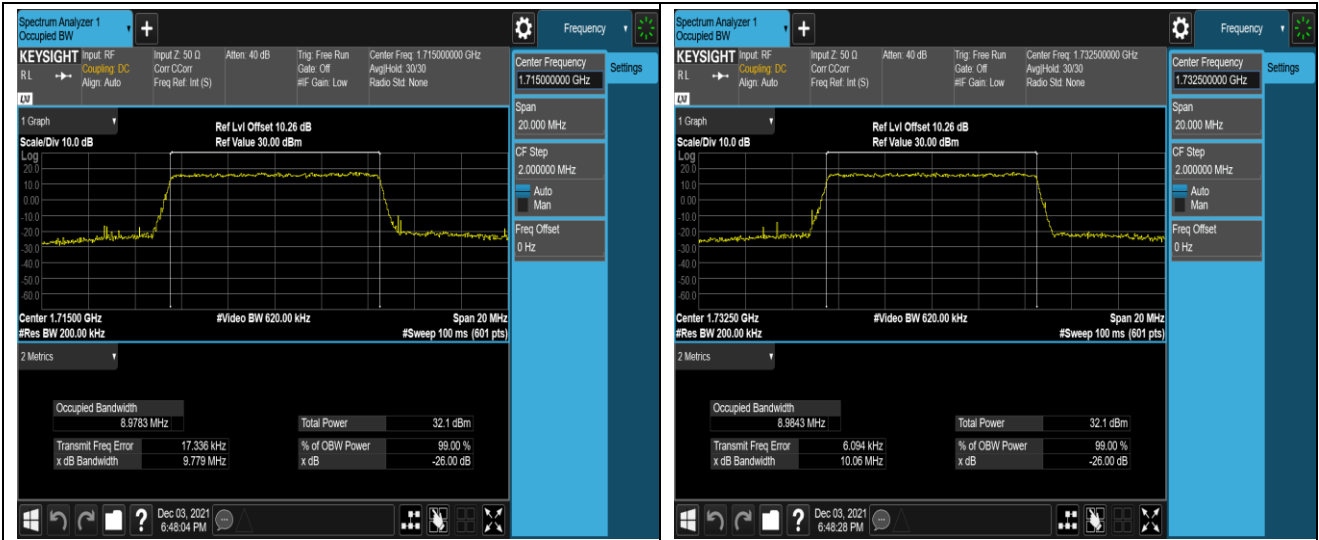 Spectrum Analyzer 1
Occupied BW
Frequency
KEYSIGHT
Input: RF
Input Z: 50 Ω
Atten: 40 dB
Trig: Free Run
Center Freq: 1.715000000 GHz
RL
Coupling: DC
Corr CCorr
Gate: Off
Avg|Hold: 30/30
Align: Auto
Freq Ref: Int (S)
#IF Gain: Low
Radio Std: None
LXI
Center Frequency
1.715000000 GHz
Settings
Span
20.000 MHz
CF Step
2.000000 MHz
Auto
Man
Freq Offset
0 Hz
1 Graph
Ref Lvl Offset 10.26 dB
Scale/Div 10.0 dB
Ref Value 30.00 dBm
Log
20.0
10.0
0.00
-10.0
-20.0
-30.0
-40.0
-50.0
-60.0
Center 1.71500 GHz
#Video BW 620.00 kHz
Span 20 MHz
#Res BW 200.00 kHz
#Sweep 100 ms (601 pts)
2 Metrics
Occupied Bandwidth
8.9783 MHz
Total Power
32.1 dBm
Transmit Freq Error
17.336 kHz
% of OBW Power
99.00 %
x dB Bandwidth
9.779 MHz
x dB
-26.00 dB
Dec 03, 2021
6:48:04 PM
Spectrum Analyzer 1
Occupied BW
Frequency
KEYSIGHT
Input: RF
Input Z: 50 Ω
Atten: 40 dB
Trig: Free Run
Center Freq: 1.732500000 GHz
RL
Coupling: DC
Corr CCorr
Gate: Off
Avg|Hold: 30/30
Align: Auto
Freq Ref: Int (S)
#IF Gain: Low
Radio Std: None
LXI
Center Frequency
1.732500000 GHz
Settings
Span
20.000 MHz
CF Step
2.000000 MHz
Auto
Man
Freq Offset
0 Hz
1 Graph
Ref Lvl Offset 10.26 dB
Scale/Div 10.0 dB
Ref Value 30.00 dBm
Log
20.0
10.0
0.00
-10.0
-20.0
-30.0
-40.0
-50.0
-60.0
Center 1.73250 GHz
#Video BW 620.00 kHz
Span 20 MHz
#Res BW 200.00 kHz
#Sweep 100 ms (601 pts)
2 Metrics
Occupied Bandwidth
8.9843 MHz
Total Power
32.1 dBm
Transmit Freq Error
6.094 kHz
% of OBW Power
99.00 %
x dB Bandwidth
10.06 MHz
x dB
-26.00 dB
Dec 03, 2021
6:48:28 PM